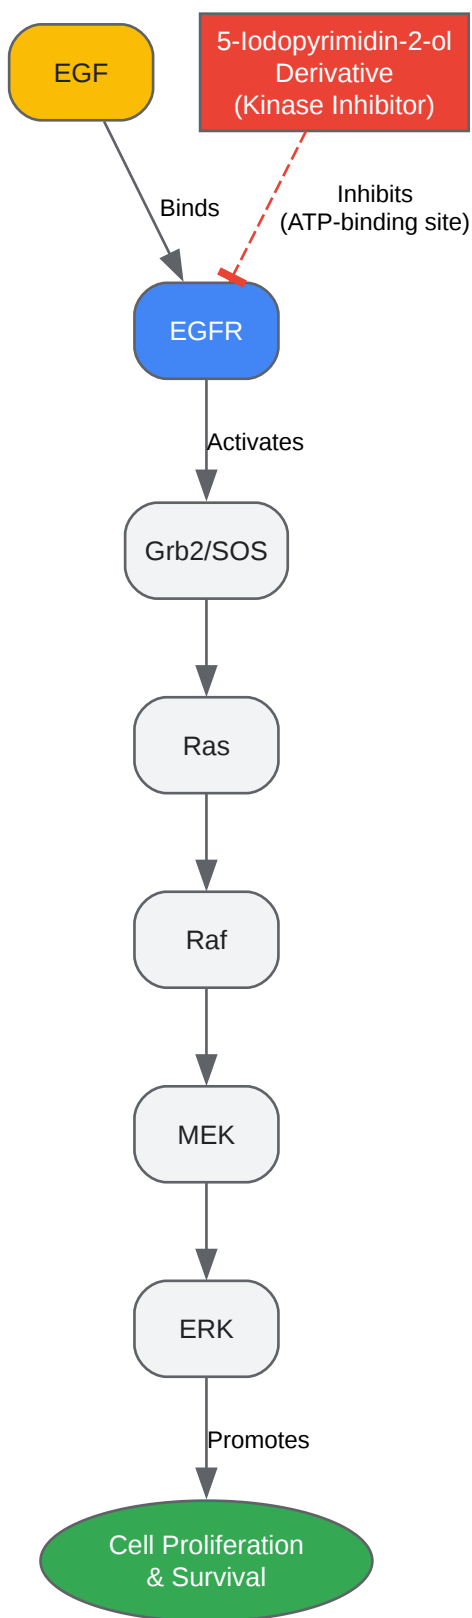 EGF
5-Iodopyrimidin-2-ol
Derivative
(Kinase Inhibitor)
Binds
Inhibits
(ATP-binding site)
EGFR
Activates
Grb2/SOS
Ras
Raf
MEK
ERK
Promotes
Cell Proliferation
& Survival